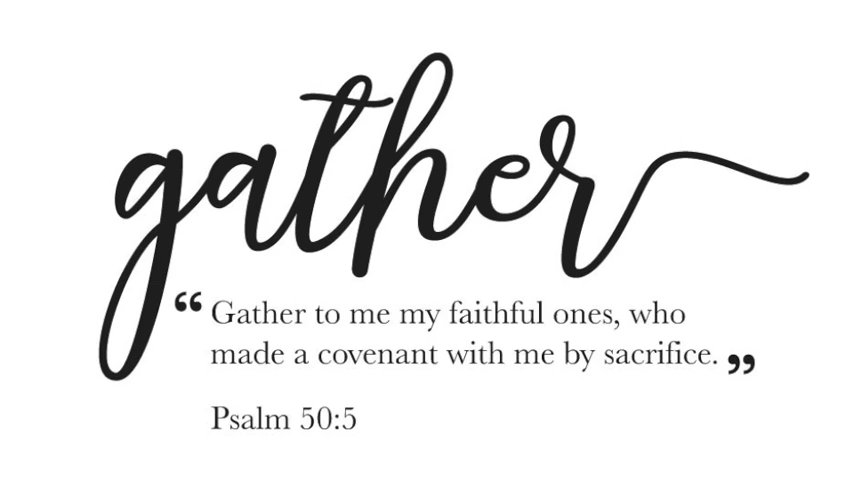 gather
“Gather to me my faithful ones, who
made a covenant with me by sacrifice.”
Psalm 50:5